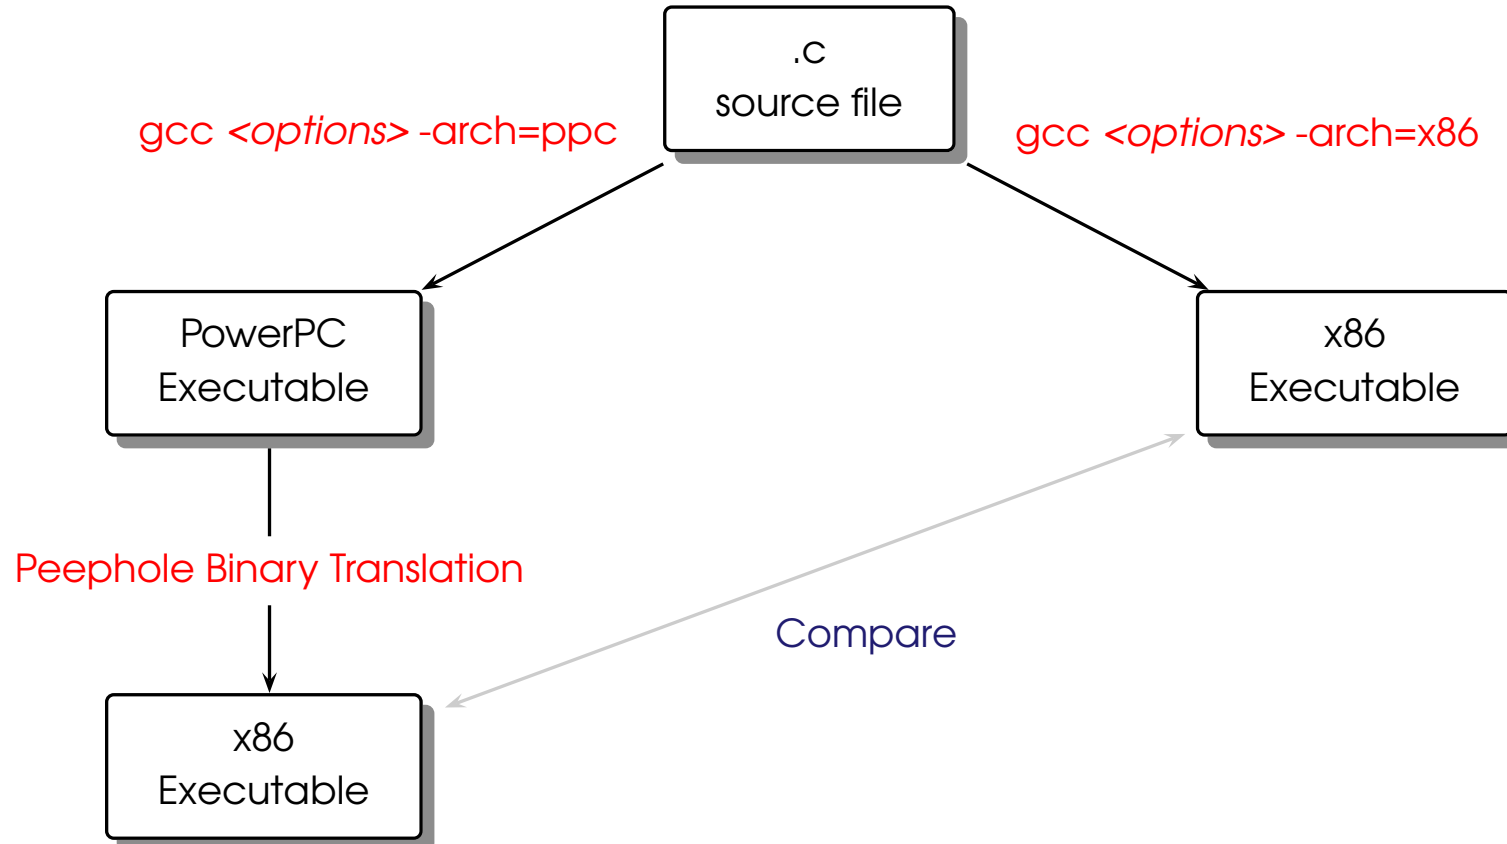 .c
source file
gcc <options> -arch=ppc
gcc <options> -arch=x86
PowerPC
Executable
x86
Executable
Peephole Binary Translation
Compare
x86
Executable